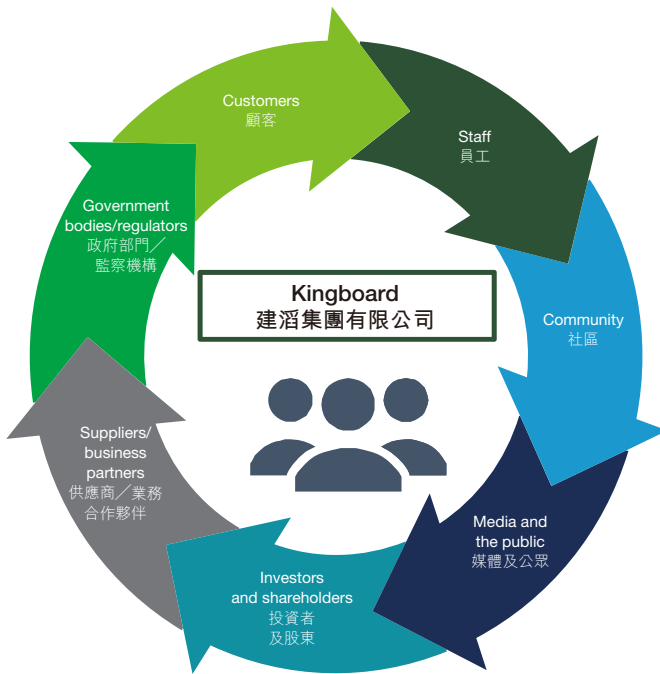 Customers
顧客
Staff
員工
Government
bodies/regulators
政府部門／
監察機構
Kingboard
建滔集團有限公司
Community
社區
Suppliers/
business
partners
供應商／業務
合作夥伴
Media and
the public
媒體及公眾
Investors
and shareholders
投資者
及股東